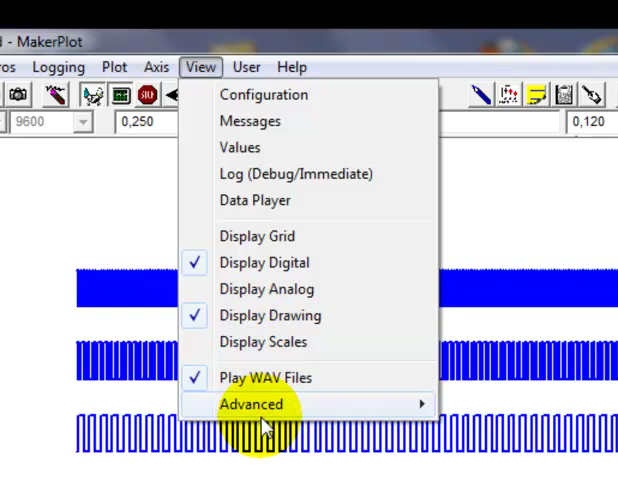 d - MakerPlot
ros Logging Plot Axis View User Help
9600 0,250 0,120
Configuration
Messages
Values
Log (Debug/Immediate)
Data Player
Display Grid
Display Digital
Display Analog
Display Drawing
Display Scales
Play WAV Files
Advanced